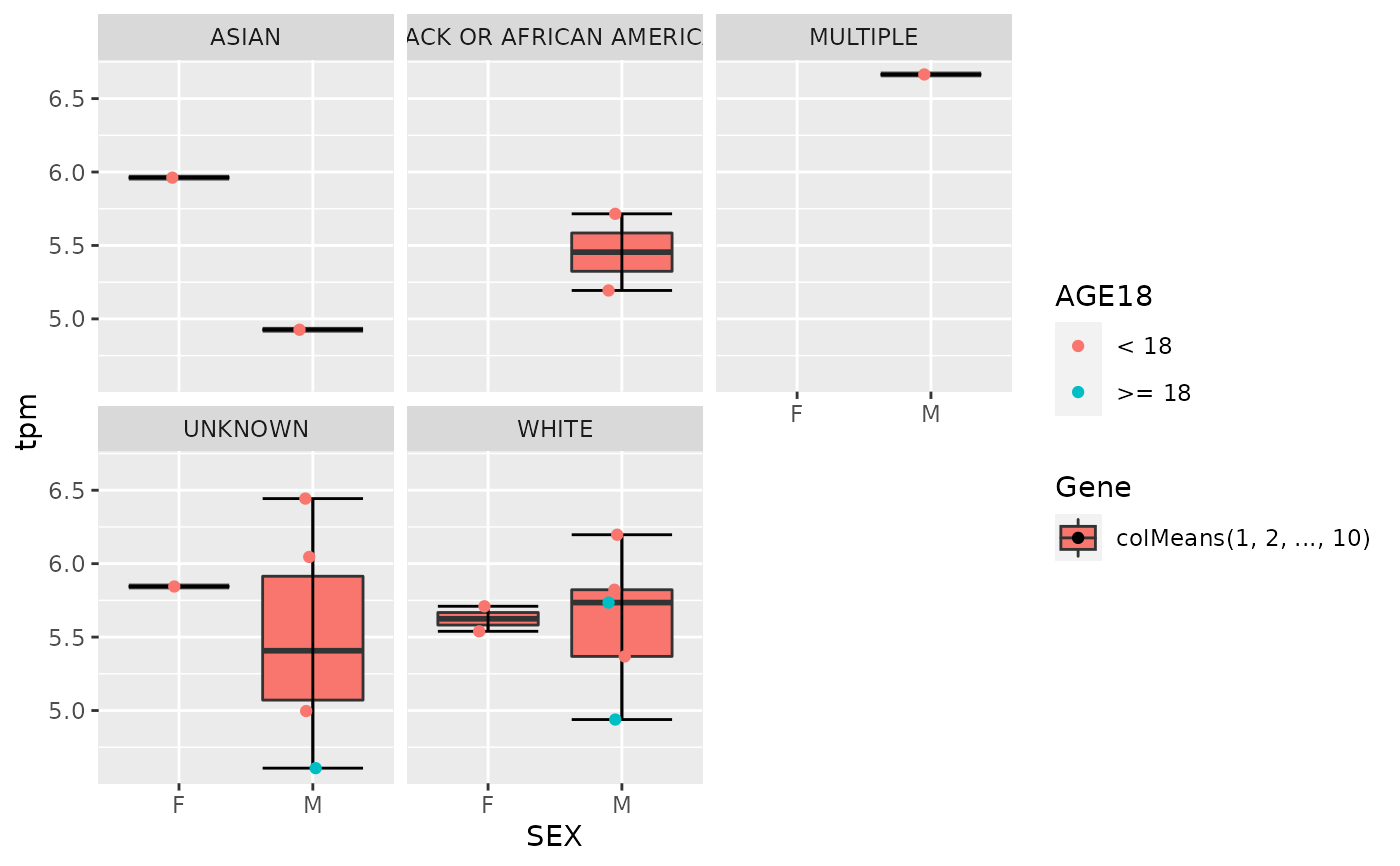 ASIAN
ACK OR AFRICAN AMERICA
MULTIPLE
6.5
6.0
5.5
5.0
F M
UNKNOWN
WHITE
6.5
6.0
5.5
5.0
F M
F M
tpm
SEX
AGE18
< 18
>= 18
Gene
colMeans(1, 2, ..., 10)